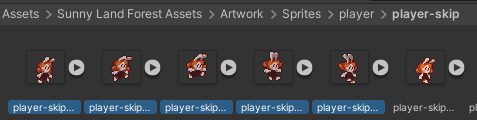 Assets > Sunny Land Forest Assets > Artwork > Sprites > player > player-skip
player-skip... player-skip... player-skip... player-skip... player-skip... player-skip... pl